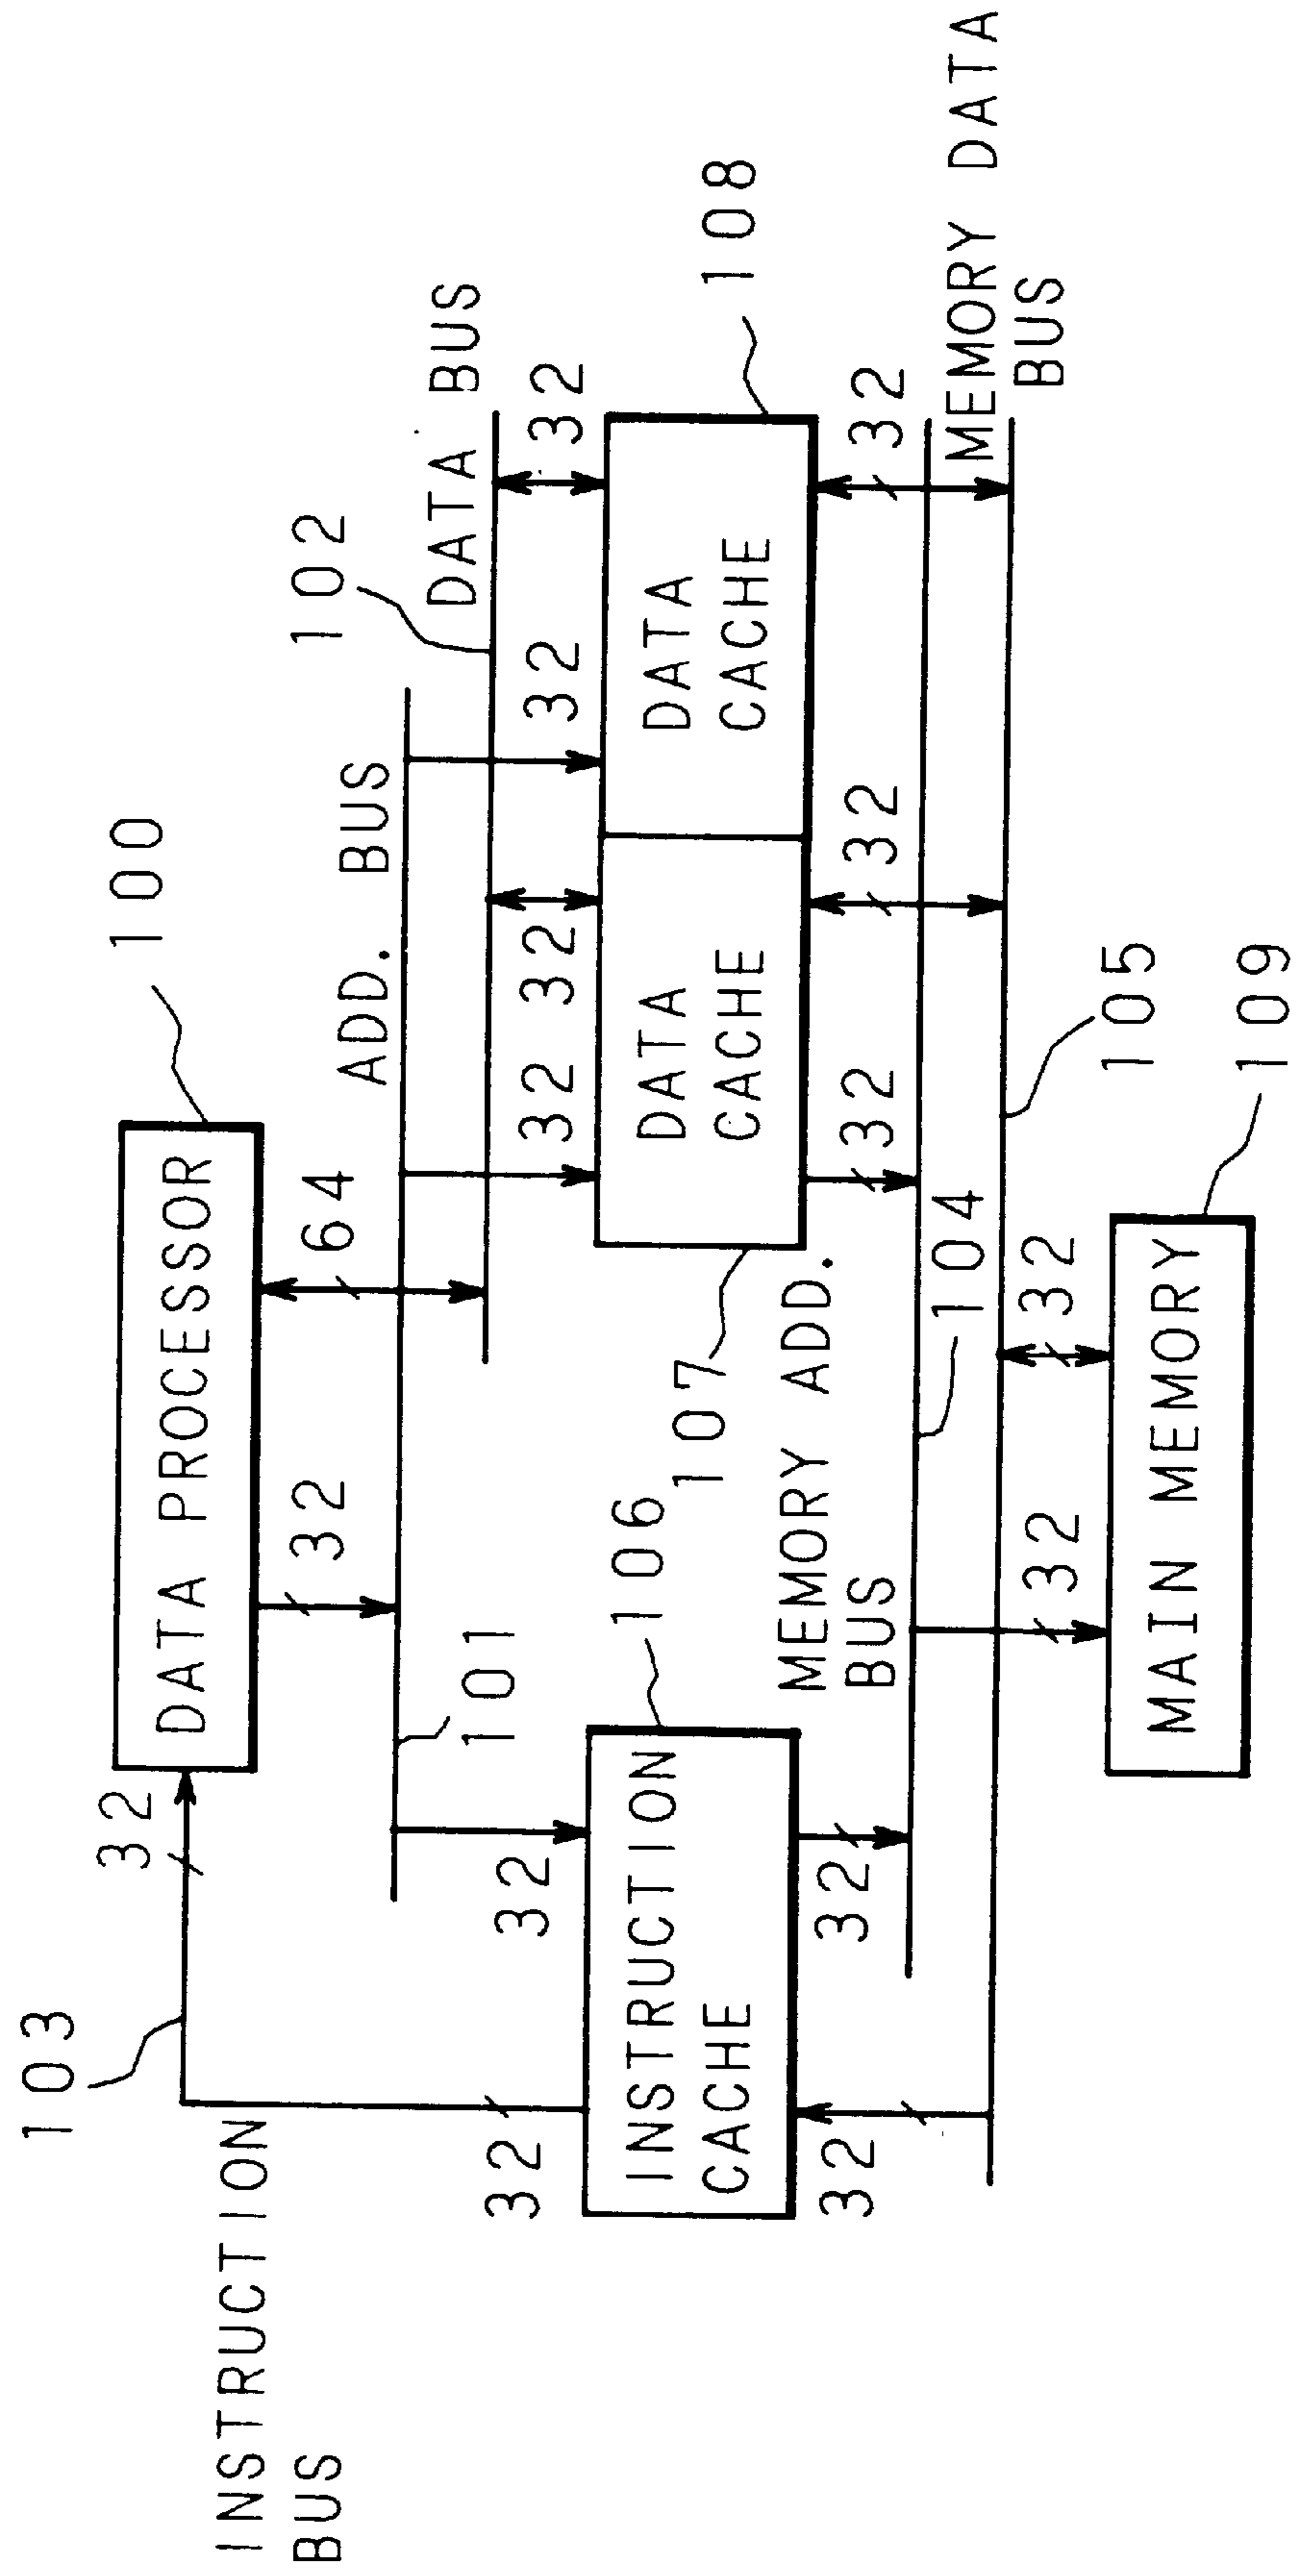 103
INSTRUCTION
BUS
32
DATA PROCESSOR
100
32
64
101
ADD. BUS
102
DATA BUS
32
32
32
32
32
32
INSTRUCTION
CACHE
106
107
DATA
CACHE
DATA
CACHE
108
32
32
MEMORY ADD.
BUS
32
32
32
104
MEMORY DATA
BUS
32
32
105
MAIN MEMORY
109